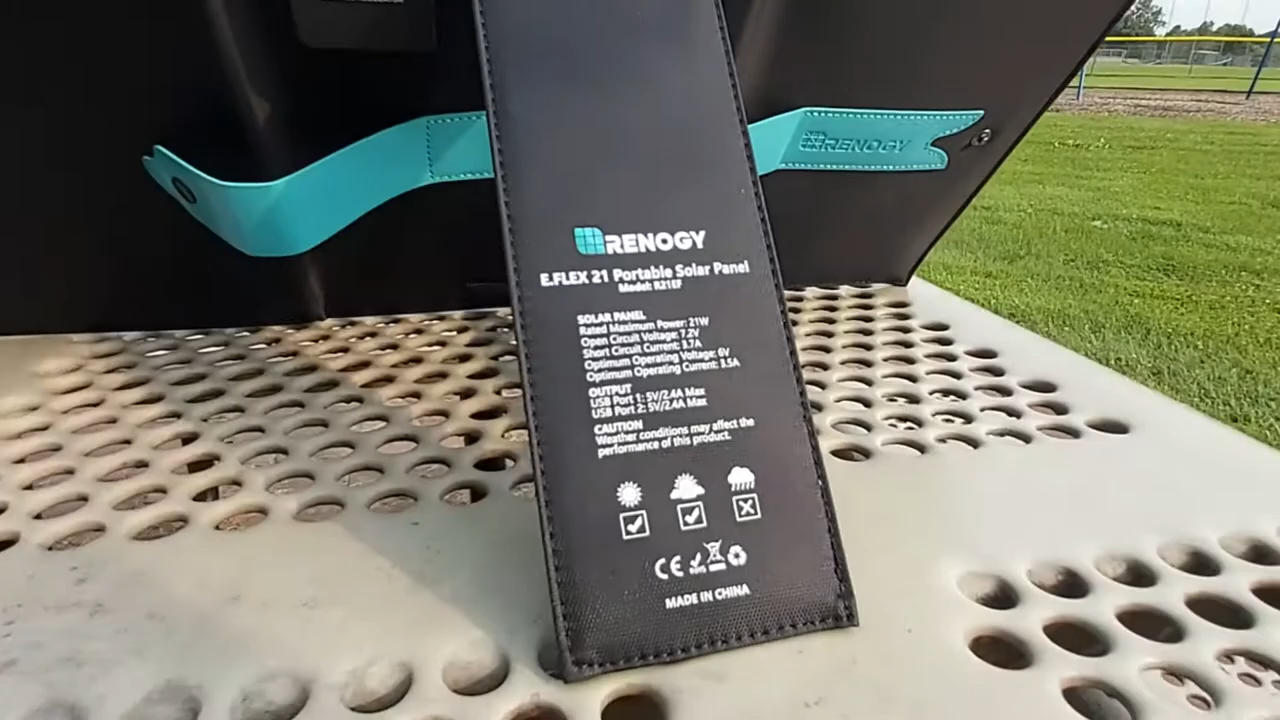 RENOGY
RENOGY
E.FLEX 21 Portable Solar Panel
Model: R21EF
SOLAR PANEL
Rated Maximum Power: 21W
Open Circuit Voltage: 7.2V
Short Circuit Current: 3.7A
Optimum Operating Voltage: 6V
Optimum Operating Current: 3.5A
OUTPUT
USB Port 1: 5V/2.4A Max
USB Port 2: 5V/2.4A Max
CAUTION
Weather conditions may affect the
performance of this product.
CE
MADE IN CHINA